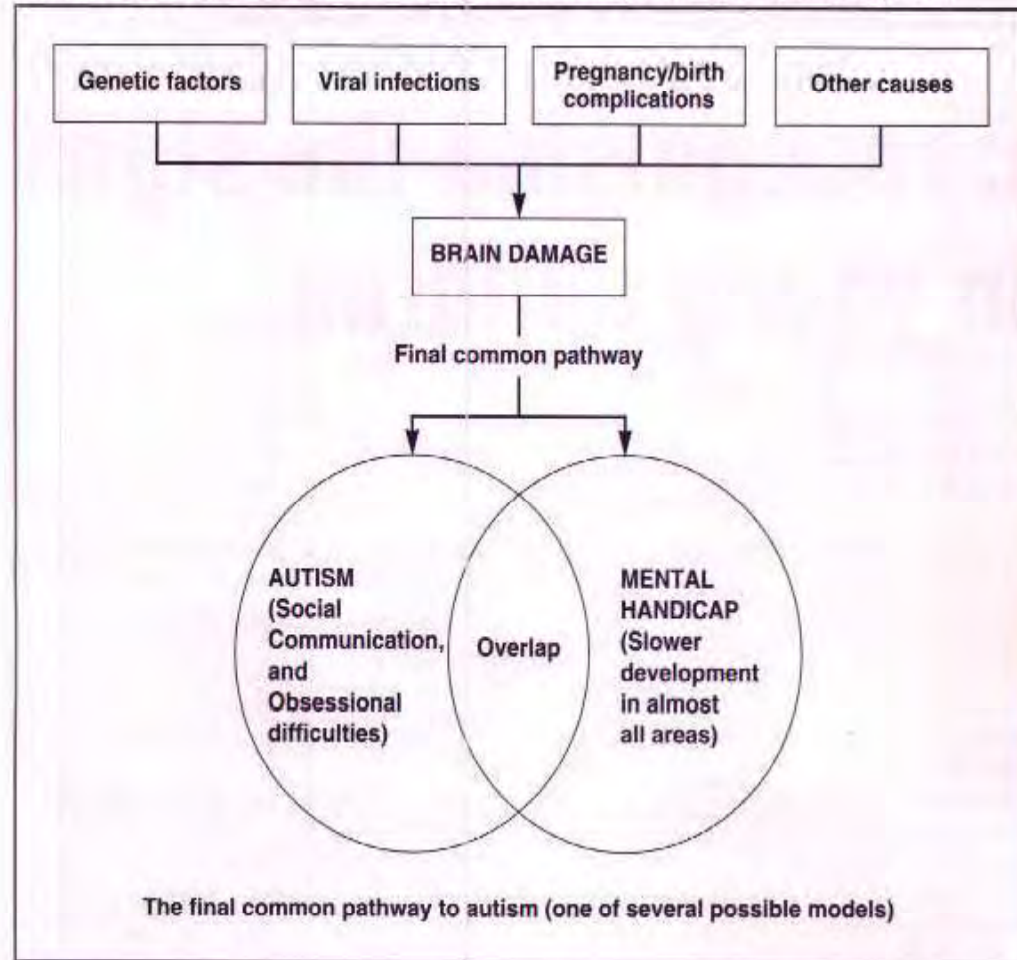 Genetic factors
Viral infections
Pregnancy/birth
complications
Other causes
BRAIN DAMAGE
Final common pathway
AUTISM
(Social
Communication,
and
Obsessional
difficulties)
Overlap
MENTAL
HANDICAP
(Slower
development
in almost
all areas)
The final common pathway to autism (one of several possible models)